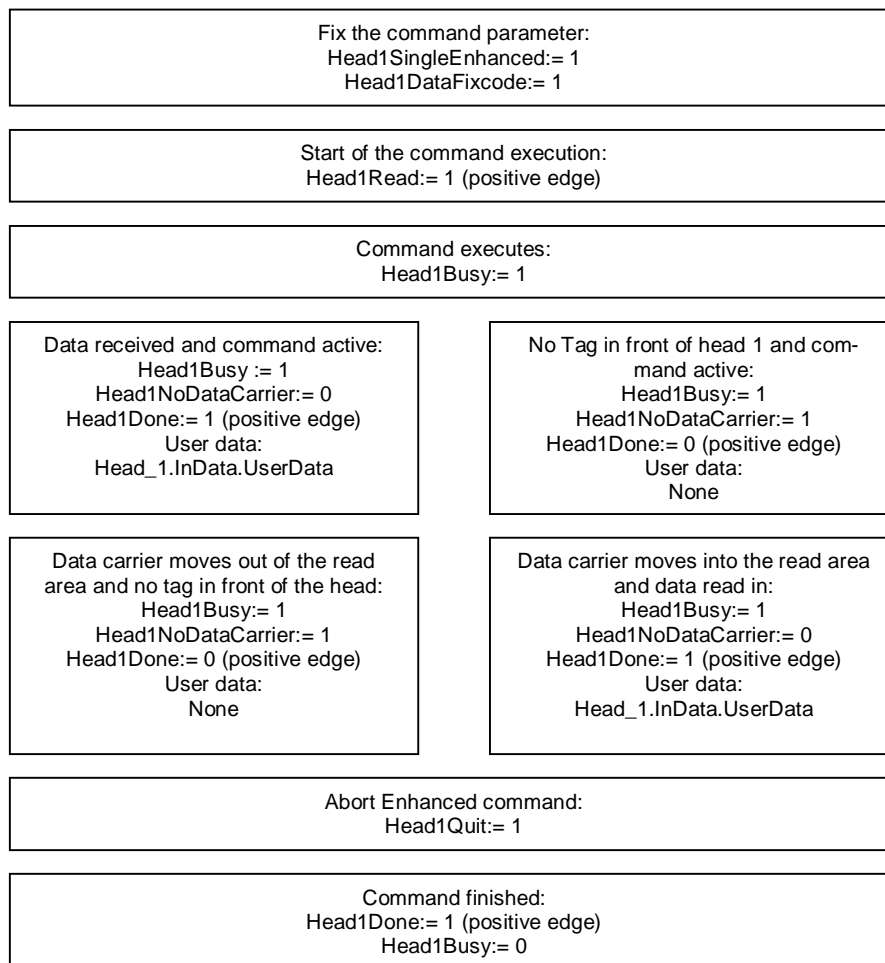 Fix the command parameter:
Head1SingleEnhanced:= 1
Head1DataFixcode:= 1
Start of the command execution:
Head1Read:= 1 (positive edge)
Command executes:
Head1Busy:= 1
Data received and command active:
Head1Busy := 1
Head1NoDataCarrier:= 0
Head1Done:= 1 (positive edge)
User data:
Head_1.InData.UserData
No Tag in front of head 1 and com-
mand active:
Head1Busy:= 1
Head1NoDataCarrier:= 1
Head1Done:= 0 (positive edge)
User data:
None
Data carrier moves out of the read
area and no tag in front of the head:
Head1Busy:= 1
Head1NoDataCarrier:= 1
Head1Done:= 0 (positive edge)
User data:
None
Data carrier moves into the read area
and data read in:
Head1Busy:= 1
Head1NoDataCarrier:= 0
Head1Done:= 1 (positive edge)
User data:
Head_1.InData.UserData
Abort Enhanced command:
Head1Quit:= 1
Command finished:
Head1Done:= 1 (positive edge)
Head1Busy:= 0